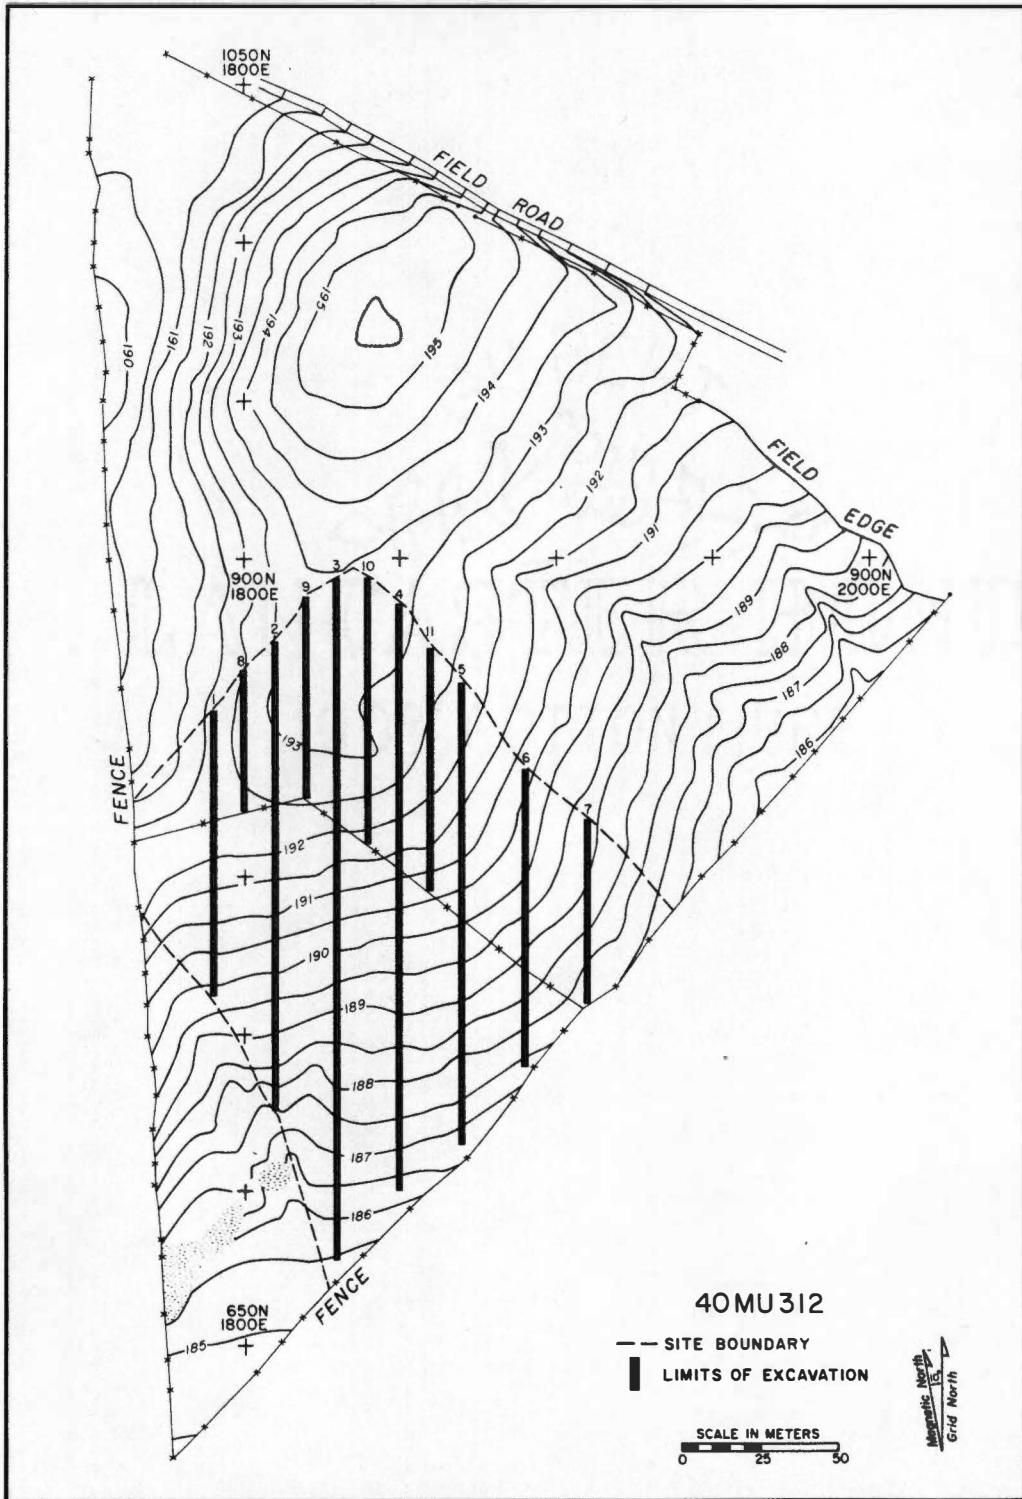 1050N
1800E
FIELD ROAD
195
194
193
192
191
190
195
194
193
192
191
FIELD EDGE
900N
2000E
189
188
187
186
900N
1800E
3
10
9
4
2
11
8
5
1
6
7
193
FENCE
192
191
190
189
188
187
186
FENCE
650N
1800E
185
40MU312
SITE BOUNDARY
LIMITS OF EXCAVATION
SCALE IN METERS
0 25 50
Magnetic North
Grid North